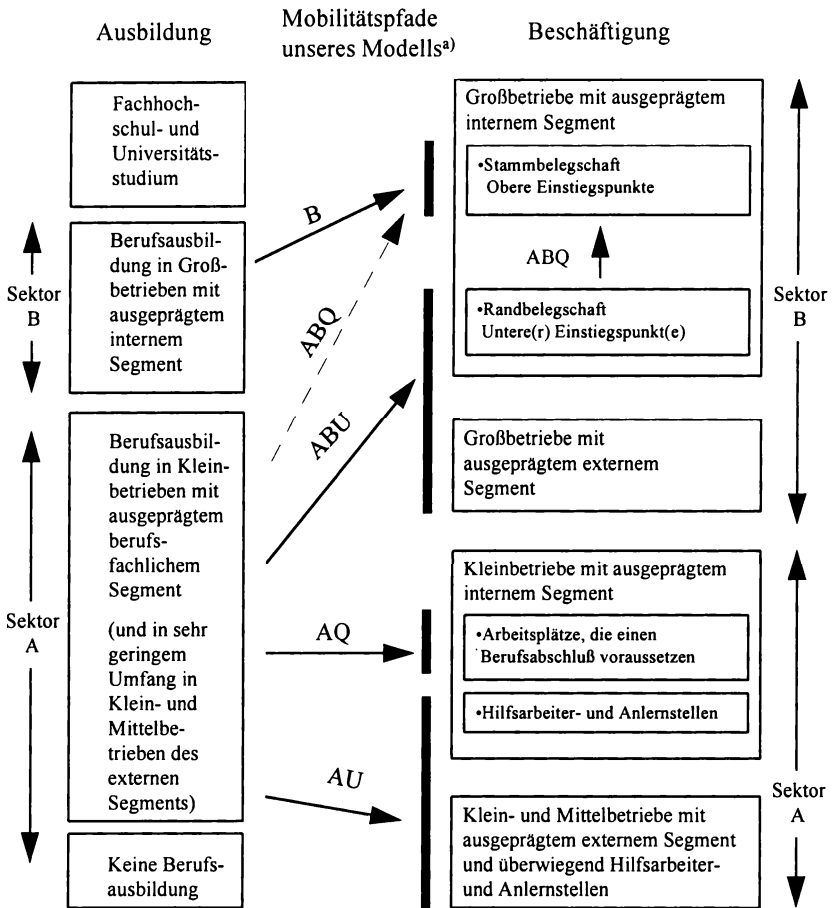 Ausbildung
Mobilitätspfade
unseres Modells a)
Beschäftigung
Fachhoch-
schul- und
Universitäts-
studium
Sektor
B
Berufsausbil-
dung in Groß-
betrieben mit
ausgeprägtem
internem
Segment
Sektor
A
Berufsausbil-
dung in Klein-
betrieben mit
ausgeprägtem
berufs-
fachlichem
Segment
(und in sehr
geringem
Umfang in
Klein- und
Mittelbe-
trieben des
externen
Segments)
Keine Berufs-
ausbildung
B
ABQ
ABU
AQ
AU
Großbetriebe mit ausgeprägtem
internem Segment
•Stammbelegschaft
Obere Einstiegspunkte
ABQ
•Randbelegschaft
Untere(r) Einstiegspunkt(e)
Großbetriebe mit
ausgeprägtem externem
Segment
Sektor
B
Kleinbetriebe mit ausgeprägtem
internem Segment
•Arbeitsplätze, die einen
Berufsabschluß voraussetzen
•Hilfsarbeiter- und Anlernstellen
Klein- und Mittelbetriebe mit
ausgeprägtem externem Segment
und überwiegend Hilfsarbeiter-
und Anlernstellen
Sektor
A